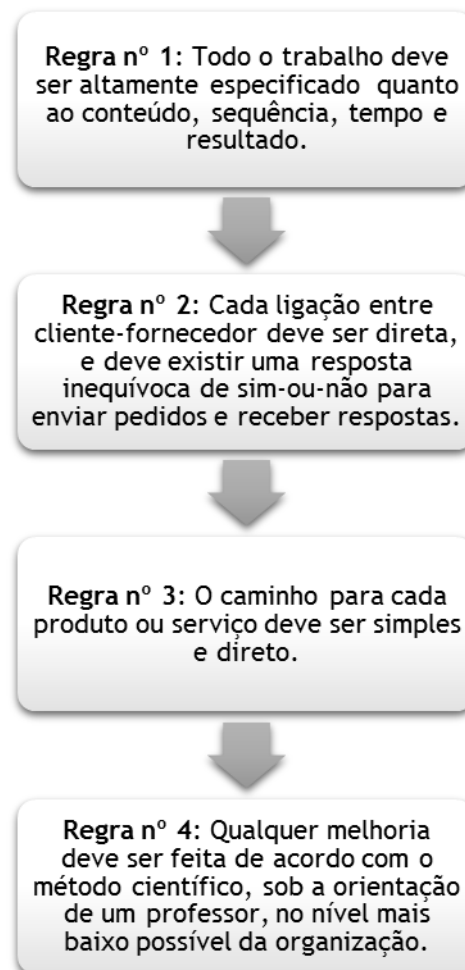 Regra nº 1: Todo o trabalho deve
ser altamente especificado quanto
ao conteúdo, sequência, tempo e
resultado.
Regra nº 2: Cada ligação entre
cliente-fornecedor deve ser direta,
e deve existir uma resposta
inequívoca de sim-ou-não para
enviar pedidos e receber respostas.
Regra nº 3: O caminho para cada
produto ou serviço deve ser simples
e direto.
Regra nº 4: Qualquer melhoria
deve ser feita de acordo com o
método científico, sob a orientação
de um professor, no nível mais
baixo possível da organização.